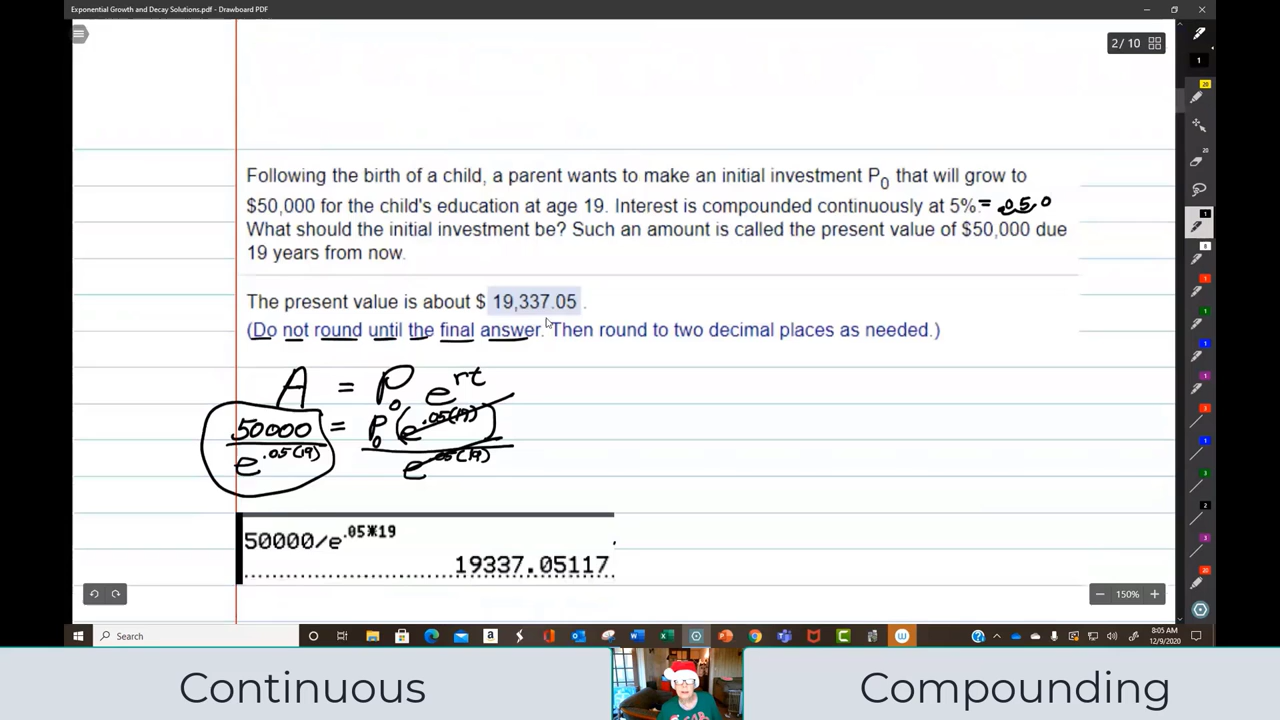 Exponential Growth and Decay Solutions.pdf - Drawboard PDF
2 / 10
1
Following the birth of a child, a parent wants to make an initial investment P0 that will grow to
$50,000 for the child's education at age 19. Interest is compounded continuously at 5%. = .05.0
What should the initial investment be? Such an amount is called the present value of $50,000 due
19 years from now.
The present value is about $ 19,337.05 .
(Do not round until the final answer. Then round to two decimal places as needed.)
A = P0 e^rt
50000 = P0 (e^.05(19))
e^.05(19) e^.05(19)
50000/e^.05*19
19337.05117
150%
Search
8:05 AM
12/9/2020
Continuous
Compounding